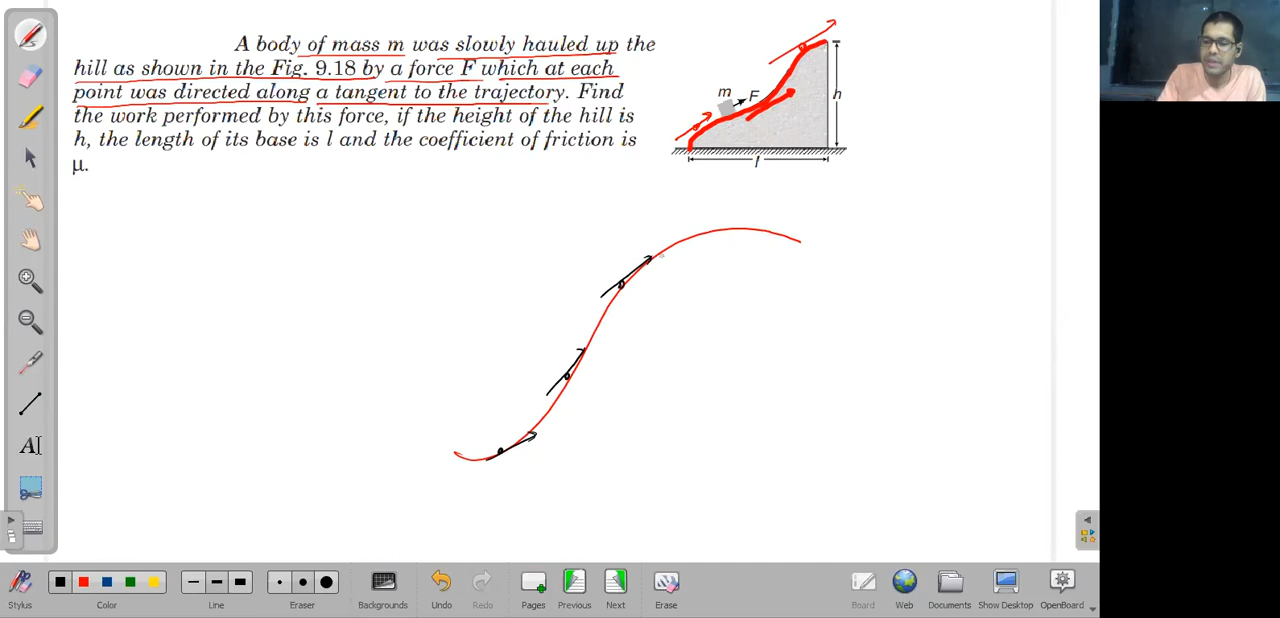 A body of mass m was slowly hauled up the
hill as shown in the Fig. 9.18 by a force F which at each
point was directed along a tangent to the trajectory. Find
the work performed by this force, if the height of the hill is
h, the length of its base is l and the coefficient of friction is
μ.
m
F
h
l
A
Stylus
Color
Line
Eraser
Backgrounds
Undo
Redo
Pages
Previous
Next
Erase
Board
Web
Documents
Show Desktop
OpenBoard